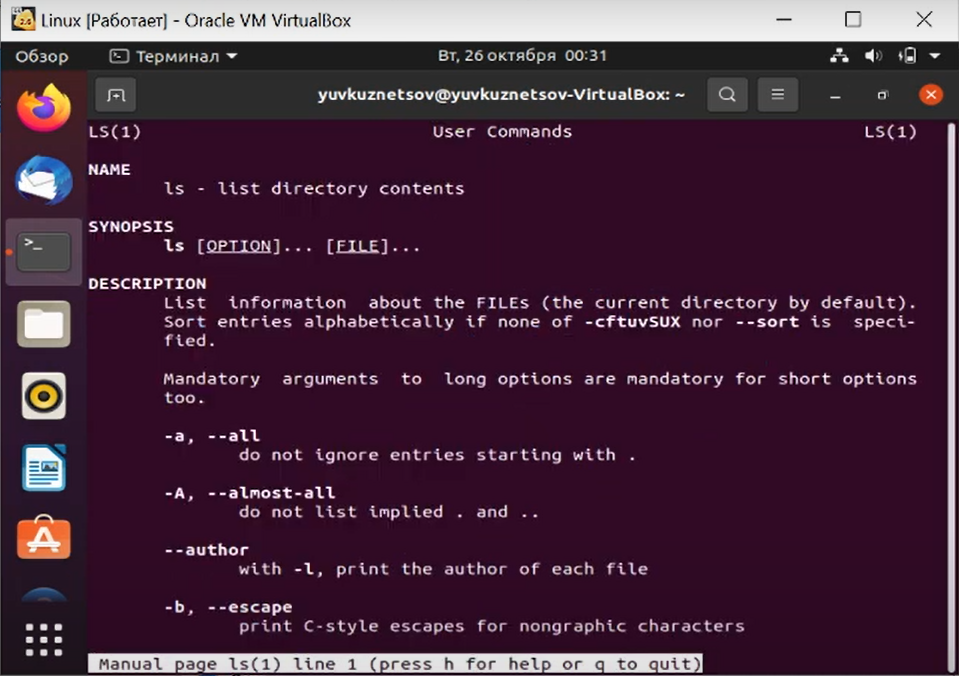 Linux [Работает] - Oracle VM VirtualBox
Обзор Терминал Вт, 26 октября 00:31
yuvkuznetsov@yuvkuznetsov-VirtualBox: ~
LS(1) User Commands LS(1)
NAME
ls - list directory contents
SYNOPSIS
ls [OPTION]... [FILE]...
DESCRIPTION
List information about the FILEs (the current directory by default).
Sort entries alphabetically if none of -cftuvSUX nor --sort is speci-
fied.
Mandatory arguments to long options are mandatory for short options
too.
-a, --all
do not ignore entries starting with .
-A, --almost-all
do not list implied . and ..
--author
with -l, print the author of each file
-b, --escape
print C-style escapes for nongraphic characters
Manual page ls(1) line 1 (press h for help or q to quit)